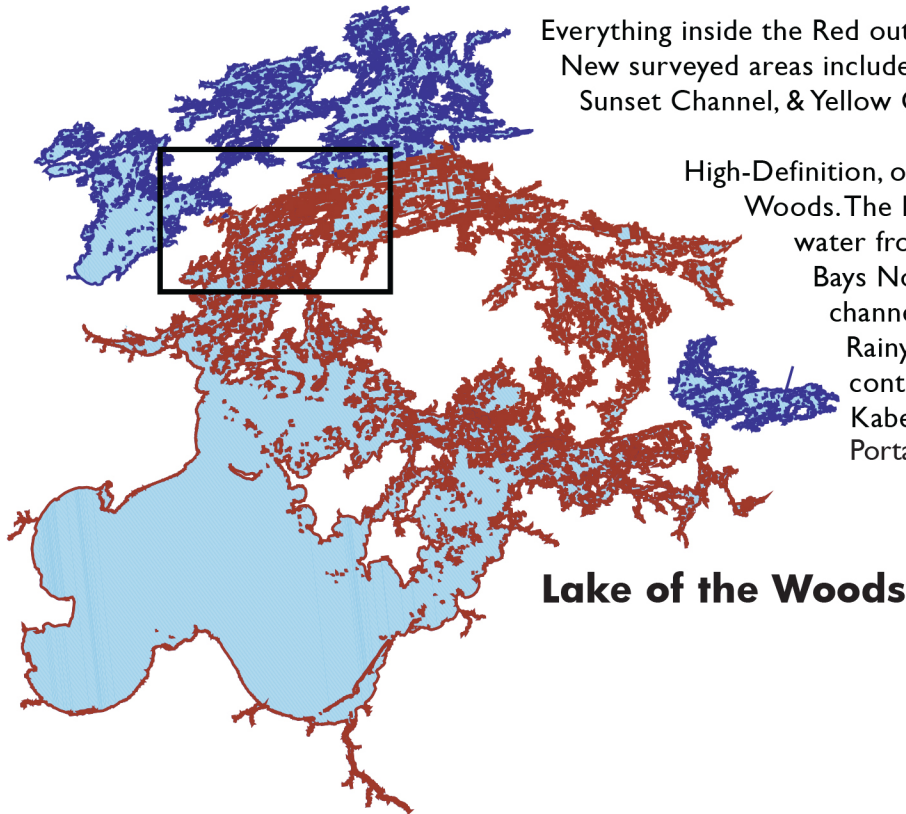 Everything inside the Red out
New surveyed areas include
Sunset Channel, & Yellow
High-Definition, o
Woods. The
water fro
Bays No
channe
Rainy
cont
Kabe
Porta
Lake of the Woods